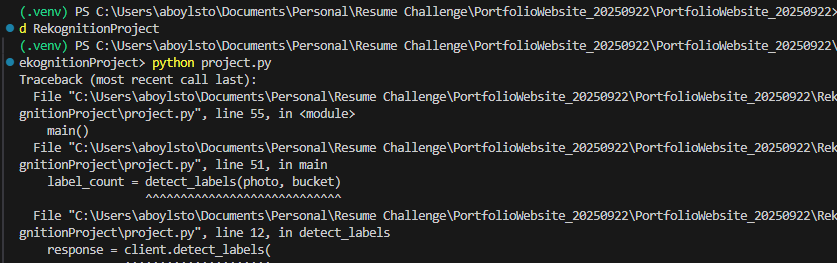 (.venv) PS C:\Users\aboylsto\Documents\Personal\Resume Challenge\PortfolioWebsite_20250922\PortfolioWebsite_20250922>
d RekognitionProject
(.venv) PS C:\Users\aboylsto\Documents\Personal\Resume Challenge\PortfolioWebsite_20250922\PortfolioWebsite_20250922\
ekognitionProject> python project.py
Traceback (most recent call last):
  File "C:\Users\aboylsto\Documents\Personal\Resume Challenge\PortfolioWebsite_20250922\PortfolioWebsite_20250922\Rek
gnitionProject\project.py", line 55, in <module>
    main()
  File "C:\Users\aboylsto\Documents\Personal\Resume Challenge\PortfolioWebsite_20250922\PortfolioWebsite_20250922\Rek
gnitionProject\project.py", line 51, in main
    label_count = detect_labels(photo, bucket)
                  ^^^^^^^^^^^^^^^^^^^^^^^^^^^^
  File "C:\Users\aboylsto\Documents\Personal\Resume Challenge\PortfolioWebsite_20250922\PortfolioWebsite_20250922\Rek
gnitionProject\project.py", line 12, in detect_labels
    response = client.detect_labels(
               ^^^^^^^^^^^^^^^^^^^^^